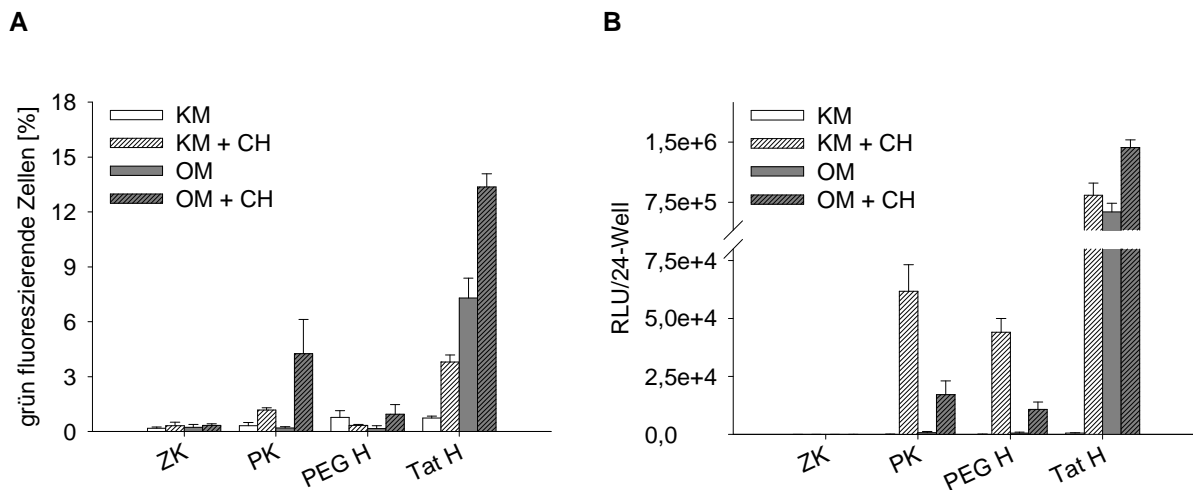 A
grün fluoreszierende Zellen [%]
18
15
12
9
6
3
0
KM
KM + CH
OM
OM + CH
ZK
PK
PEG H
Tat H
B
RLU/24-Well
1,5e+6
7,5e+5
7,5e+4
5,0e+4
2,5e+4
0,0
KM
KM + CH
OM
OM + CH
ZK
PK
PEG H
Tat H